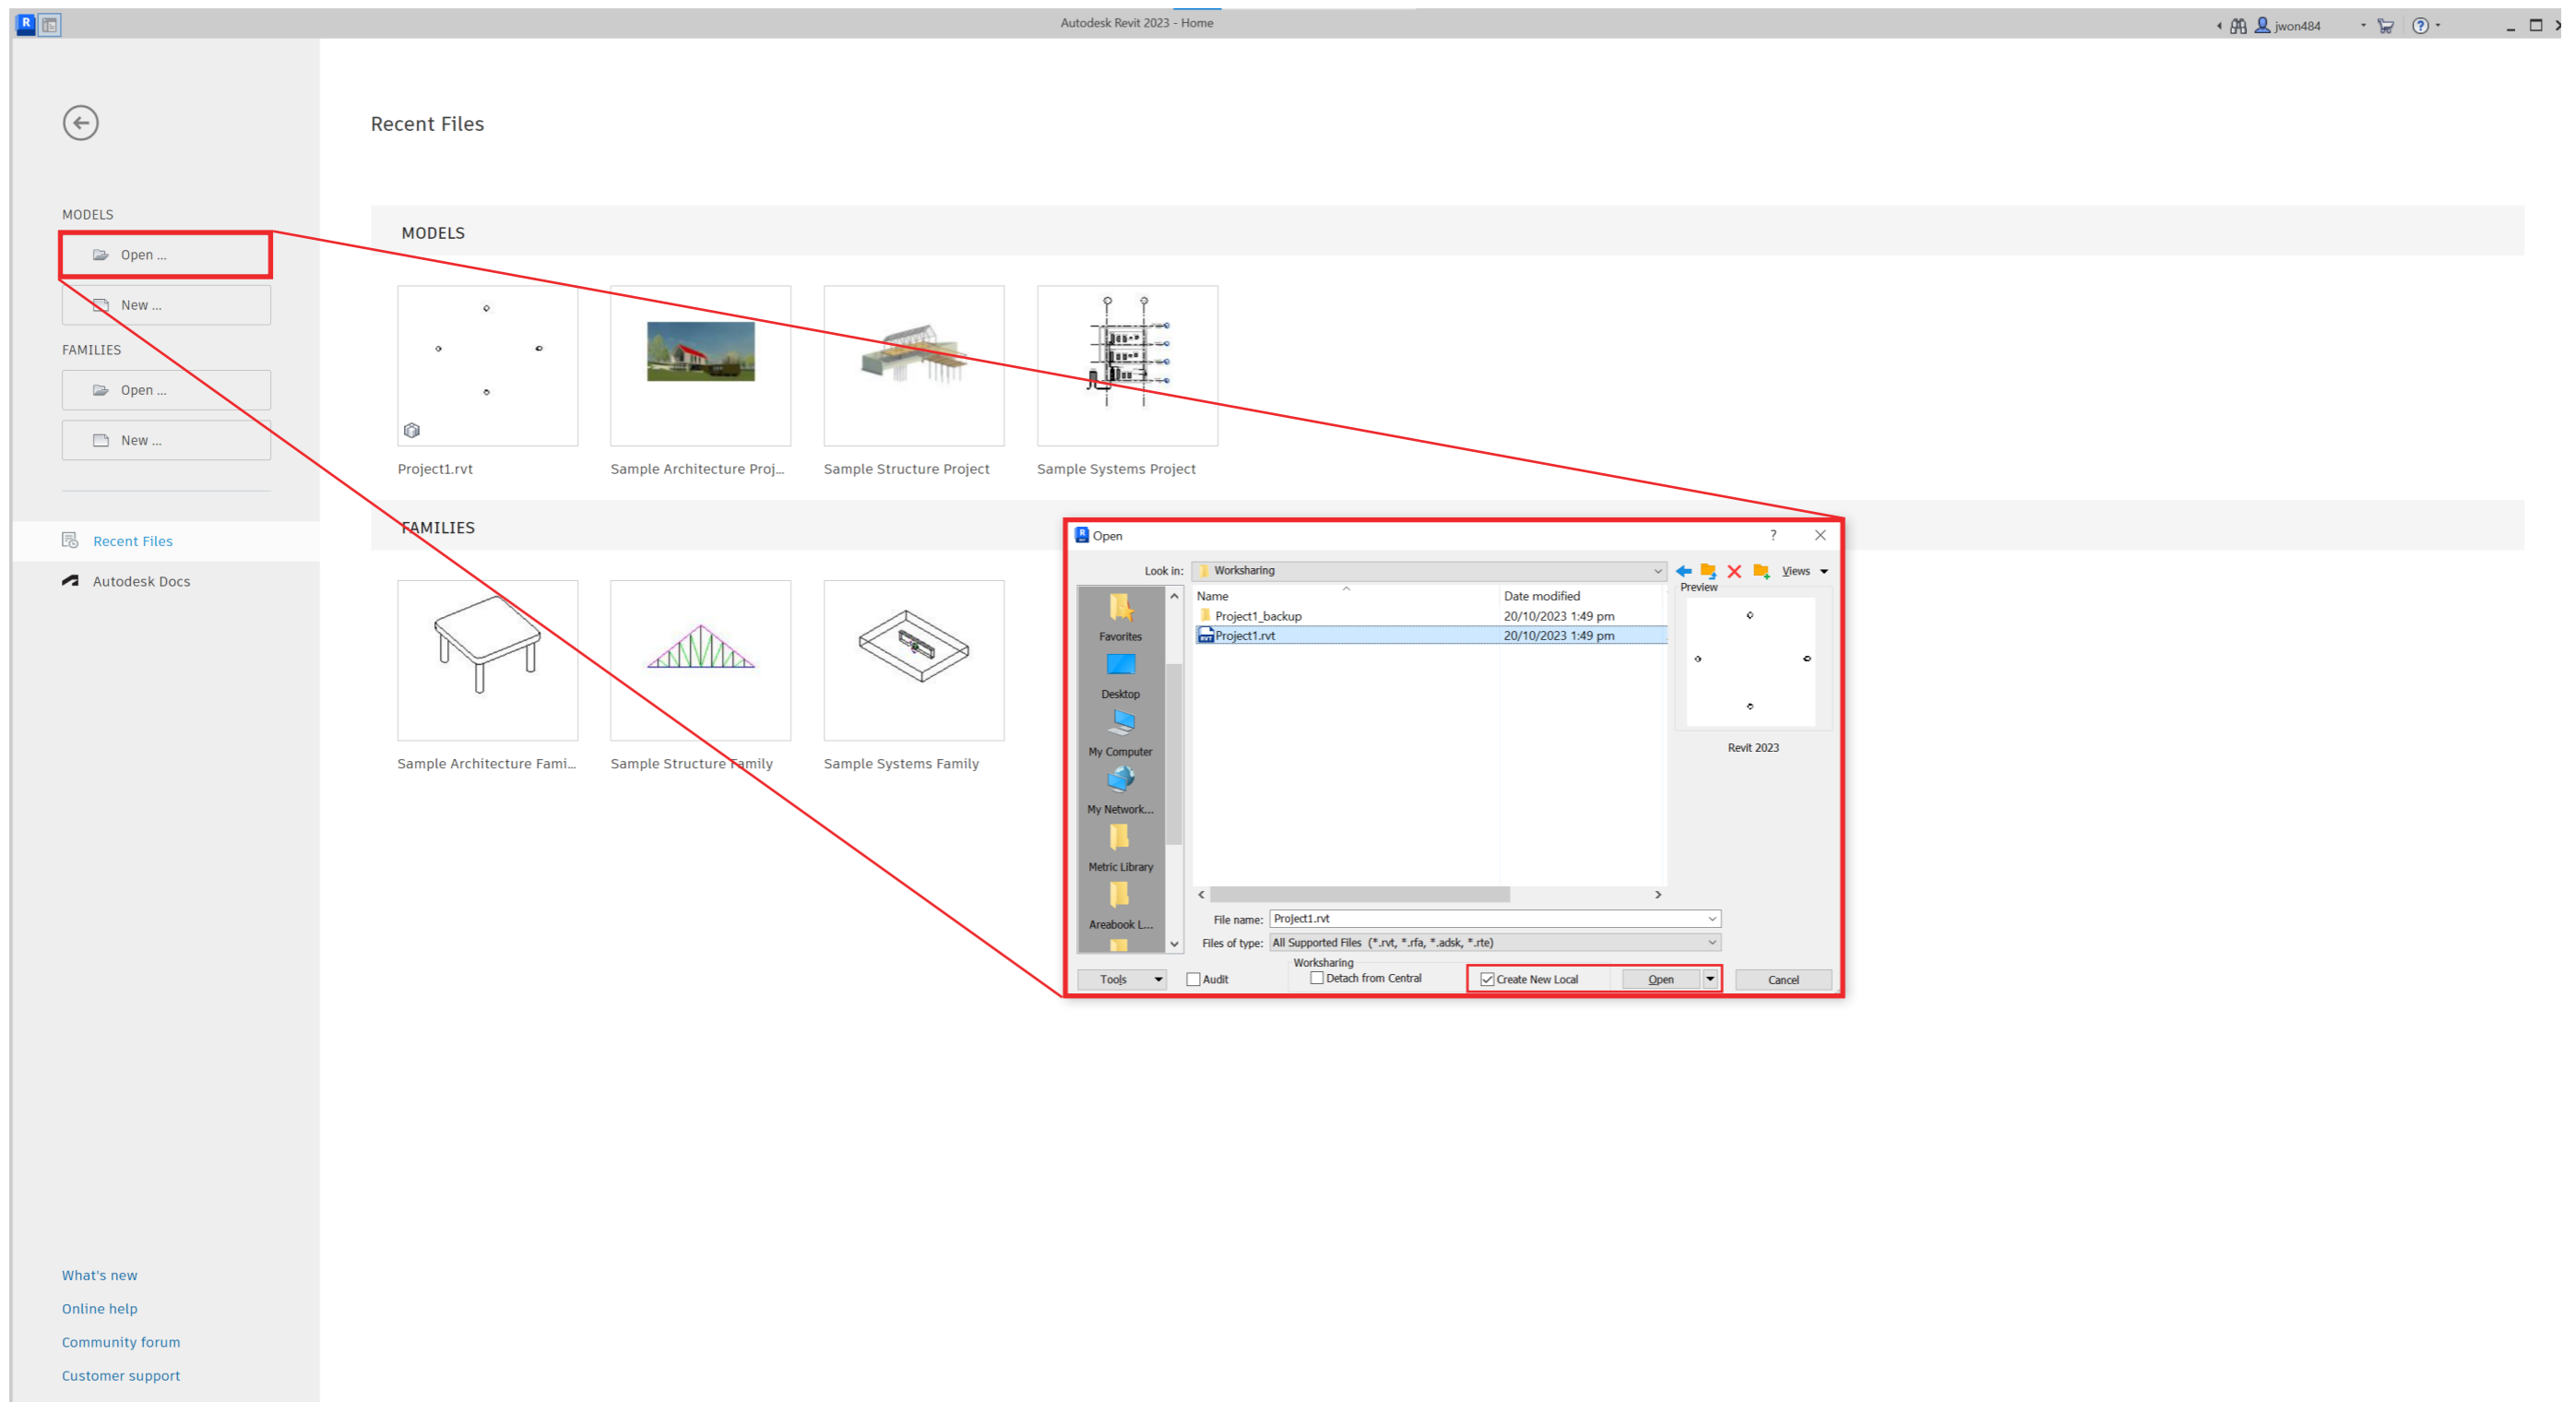 Autodesk Revit 2023 - Home
jwon484
Recent Files
MODELS
Open ...
New ...
FAMILIES
Open ...
New ...
Recent Files
Autodesk Docs
What's new
Online help
Community forum
Customer support
MODELS
Project1.rvt
Sample Architecture Proj...
Sample Structure Project
Sample Systems Project
FAMILIES
Sample Architecture Fami...
Sample Structure Family
Sample Systems Family
Open
Look in: Worksharing
Views
Favorites
Desktop
My Computer
My Network...
Metric Library
Areabook L...
Name Date modified
Project1_backup 20/10/2023 1:49 pm
Project1.rvt 20/10/2023 1:49 pm
Preview
Revit 2023
File name: Project1.rvt
Files of type: All Supported Files (*.rvt, *.rfa, *.adsk, *.rte)
Worksharing
Tools Audit Detach from Central Create New Local Open Cancel